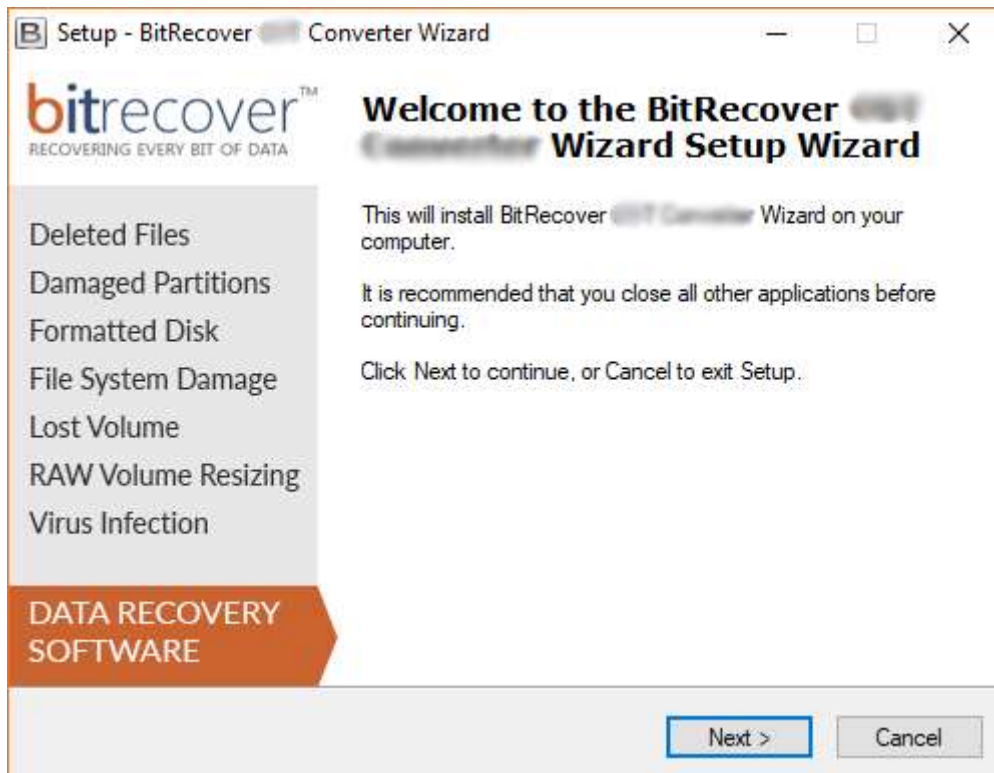 B Setup - BitRecover Converter Wizard
bitrecover™
RECOVERING EVERY BIT OF DATA
Deleted Files
Damaged Partitions
Formatted Disk
File System Damage
Lost Volume
RAW Volume Resizing
Virus Infection
DATA RECOVERY
SOFTWARE
Welcome to the BitRecover
Wizard Setup Wizard
This will install BitRecover Wizard on your
computer.
It is recommended that you close all other applications before
continuing.
Click Next to continue, or Cancel to exit Setup.
Next >
Cancel